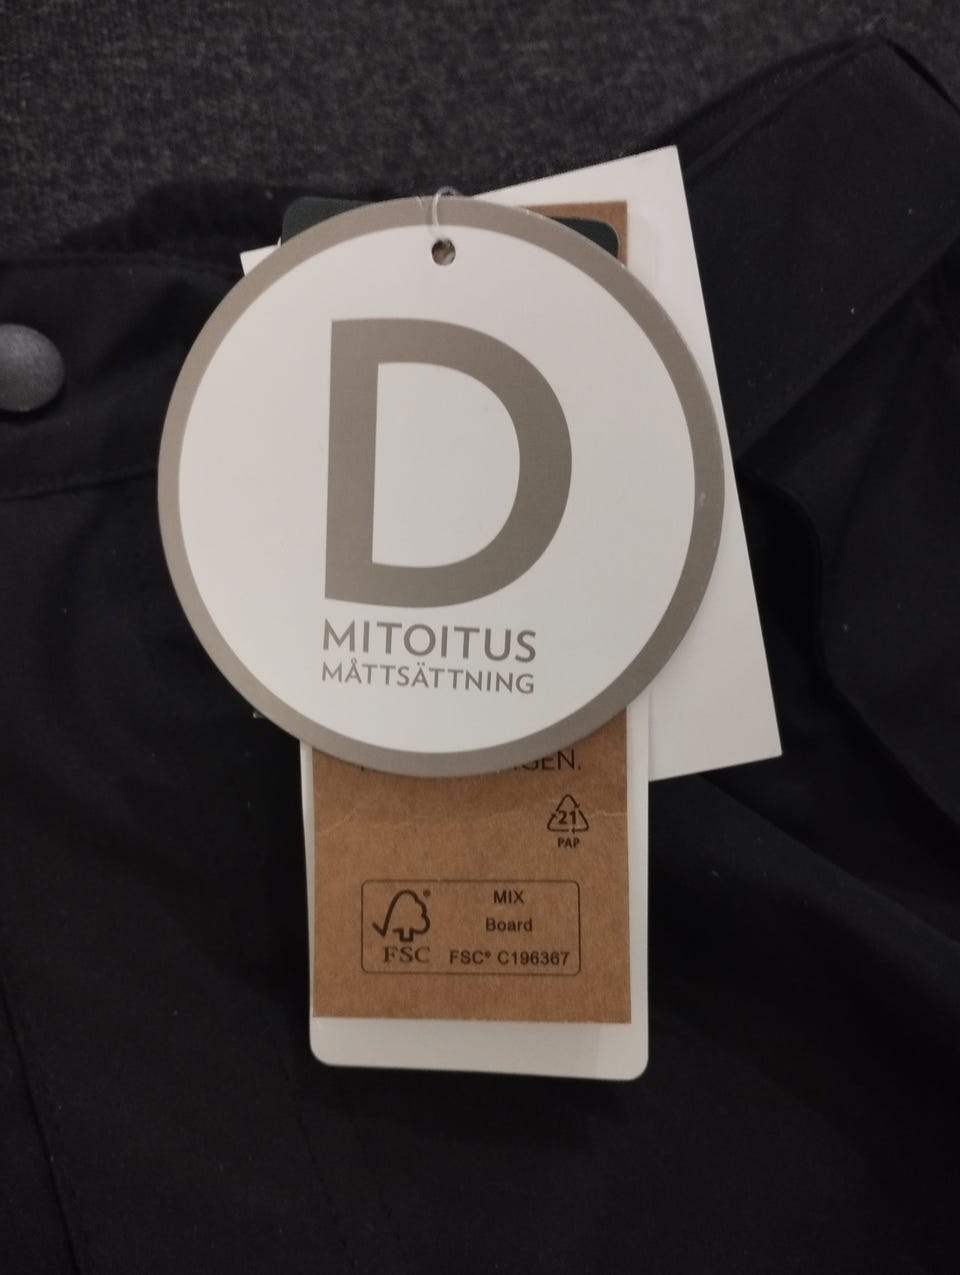 D
MITOITUS
MÅTTSÄTTNING
21
PAP
MIX
Board
FSC® C196367
FSC